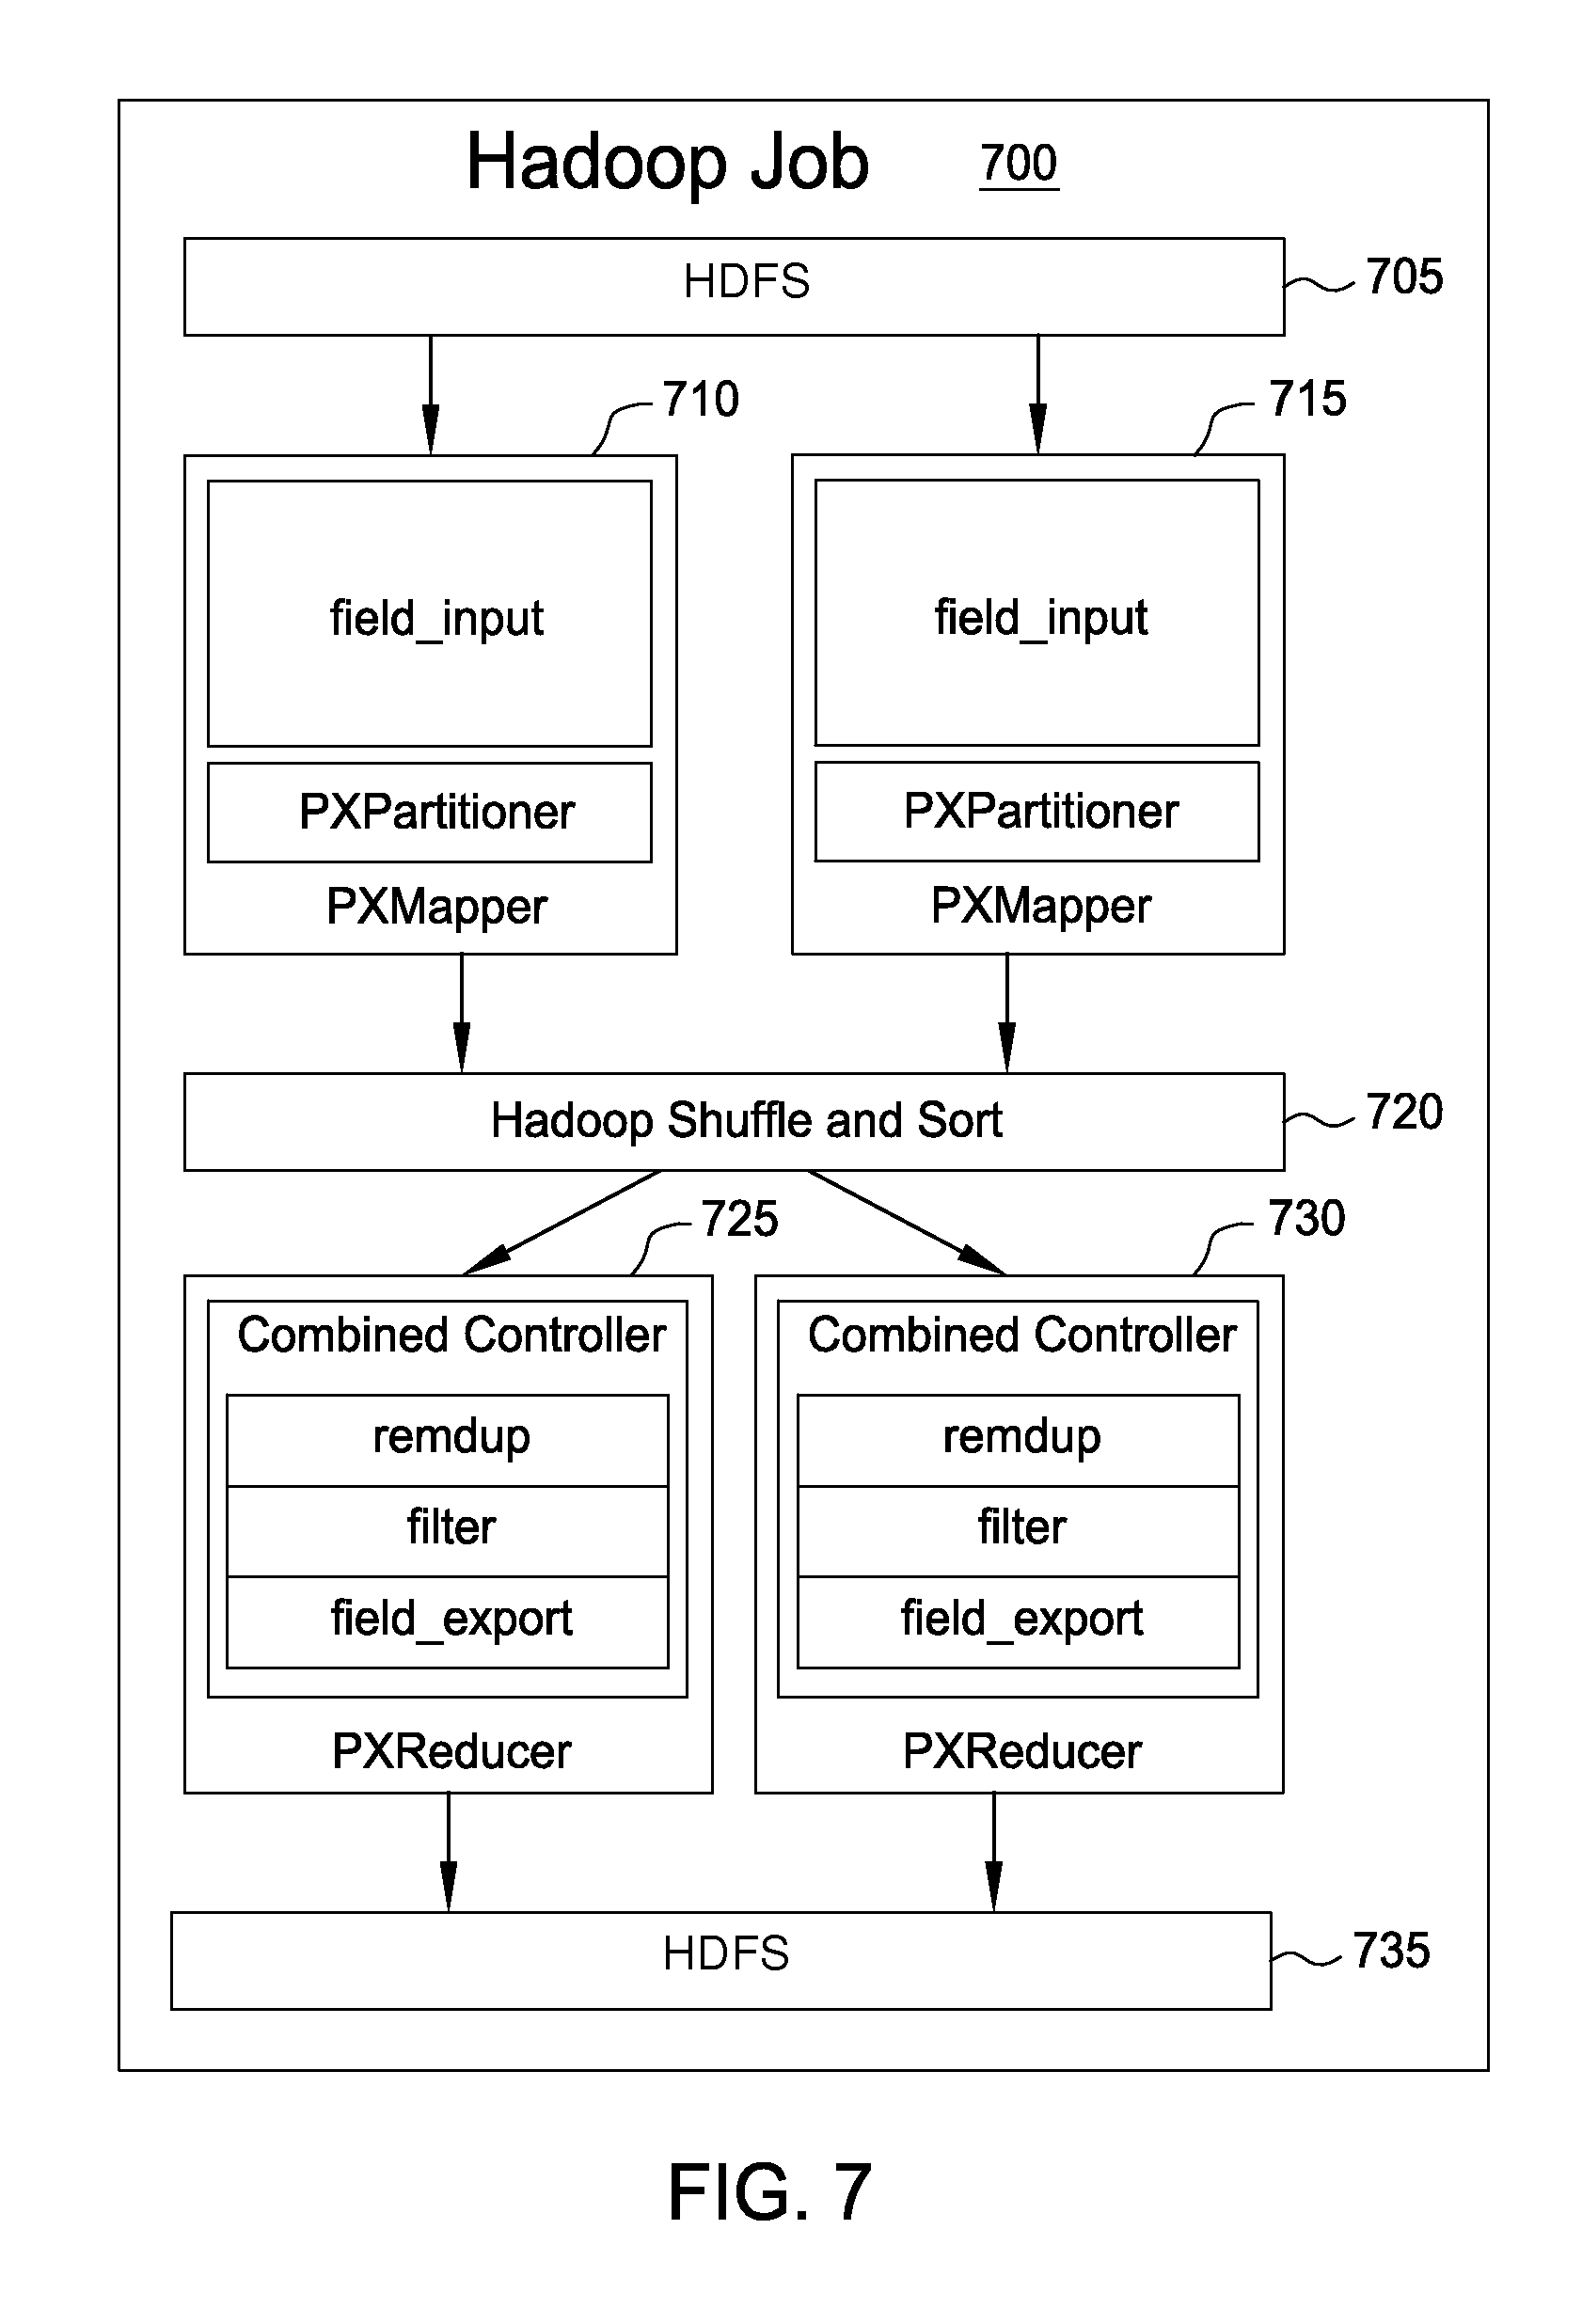 Hadoop Job 700
HDFS 705
710 715
field_input field_input
PXPartitioner PXPartitioner
PXMapper PXMapper
Hadoop Shuffle and Sort 720
725 730
Combined Controller Combined Controller
remdup remdup
filter filter
field_export field_export
PXReducer PXReducer
HDFS 735
FIG. 7